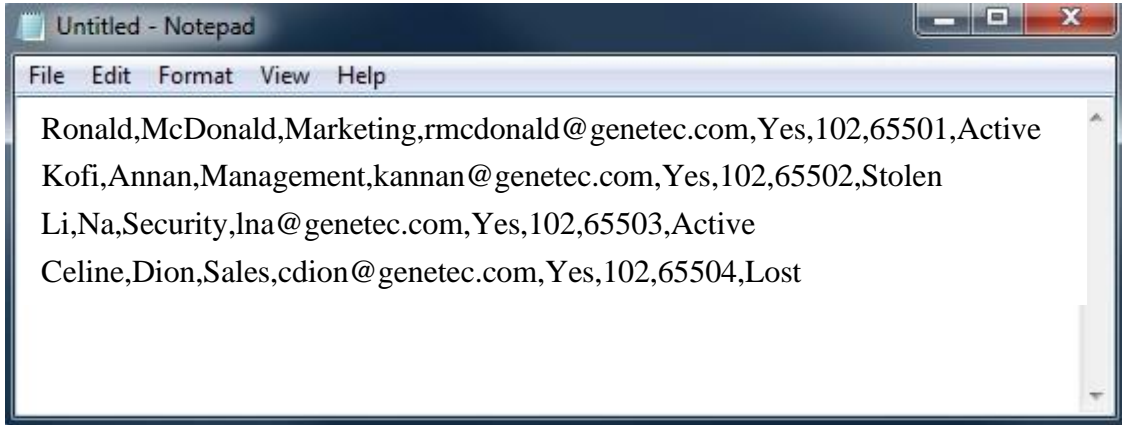 Untitled - Notepad
File Edit Format View Help
Ronald,McDonald,Marketing,rmcdonald@genetec.com,Yes,102,65501,Active
Kofi,Annan,Management,kannan@genetec.com,Yes,102,65502,Stolen
Li,Na,Security,lna@genetec.com,Yes,102,65503,Active
Celine,Dion,Sales,cdion@genetec.com,Yes,102,65504,Lost